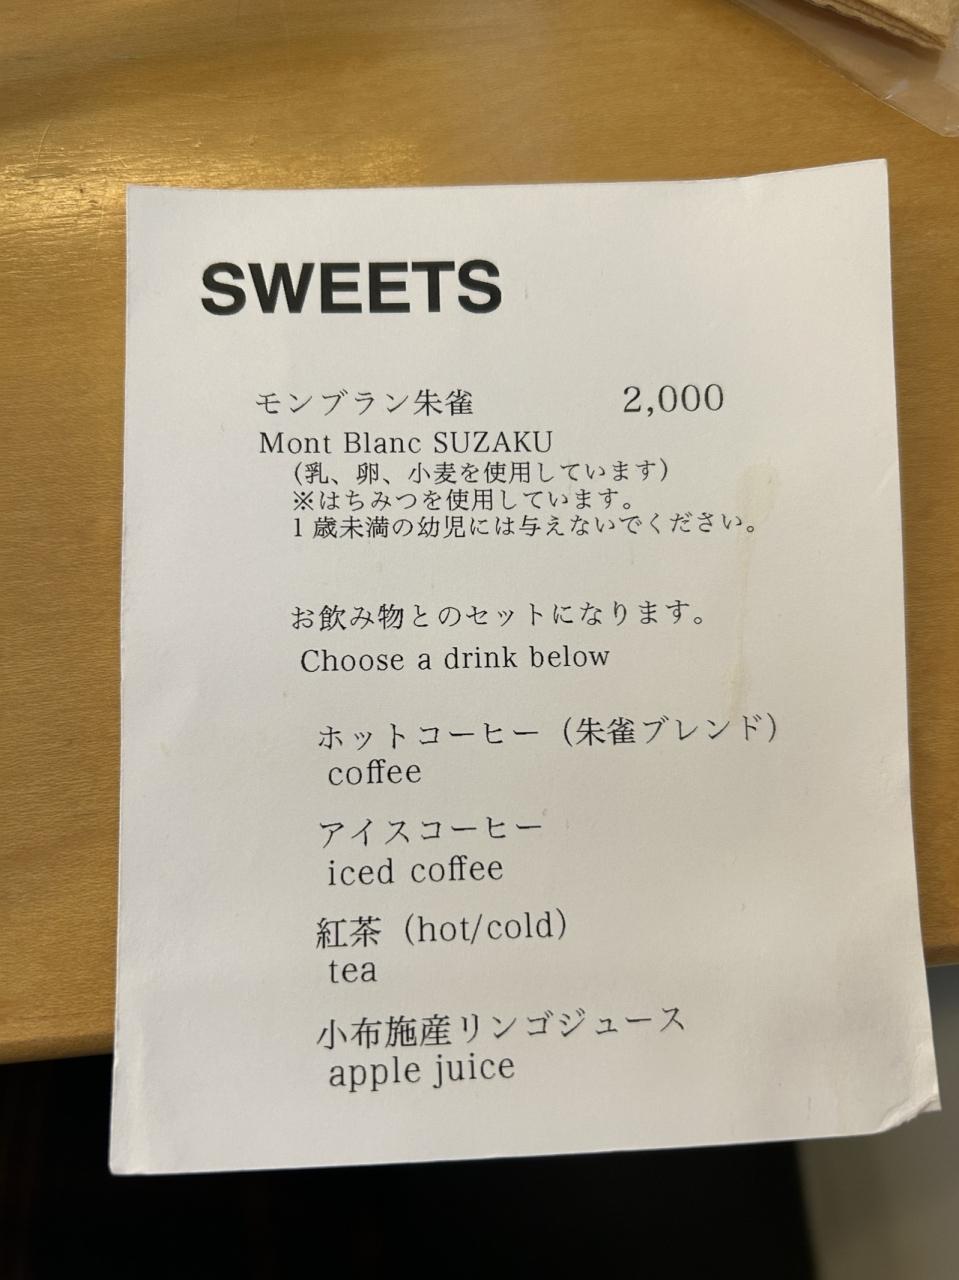 SWEETS
モンブラン朱雀 2,000
Mont Blanc SUZAKU
（乳、卵、小麦を使用しています）
※はちみつを使用しています。
1歳未満の幼児には与えないでください。
お飲み物とのセットになります。
Choose a drink below
ホットコーヒー（朱雀ブレンド）
coffee
アイスコーヒー
iced coffee
紅茶（hot/cold）
tea
小布施産リンゴジュース
apple juice